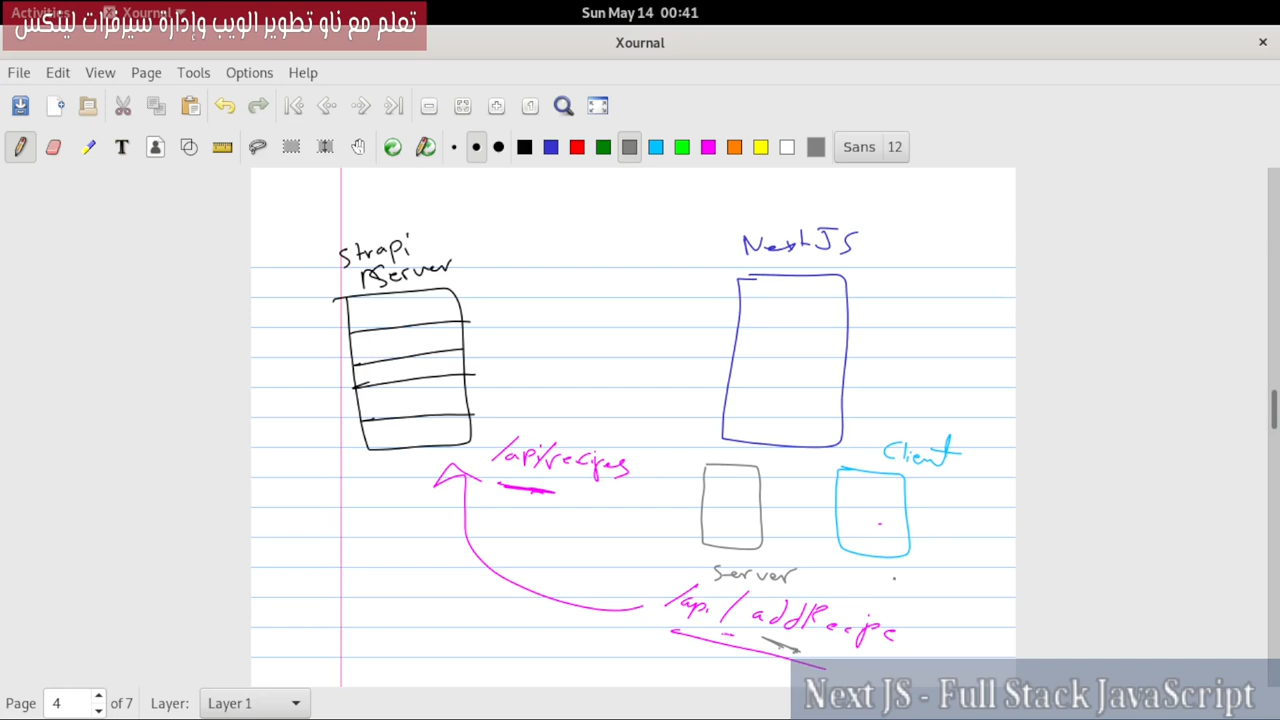 Activities Xournal Sun May 14 00:41
تعلم مع ناو تطوير الويب وإدارة سيرفرات لينكس
Xournal
File Edit View Page Tools Options Help
Sans 12
strapi
Server
NextJS
/api/recipes
Client
Server
/api/addRecipe
Page 4 of 7 Layer: Layer 1
Next JS - Full Stack JavaScript